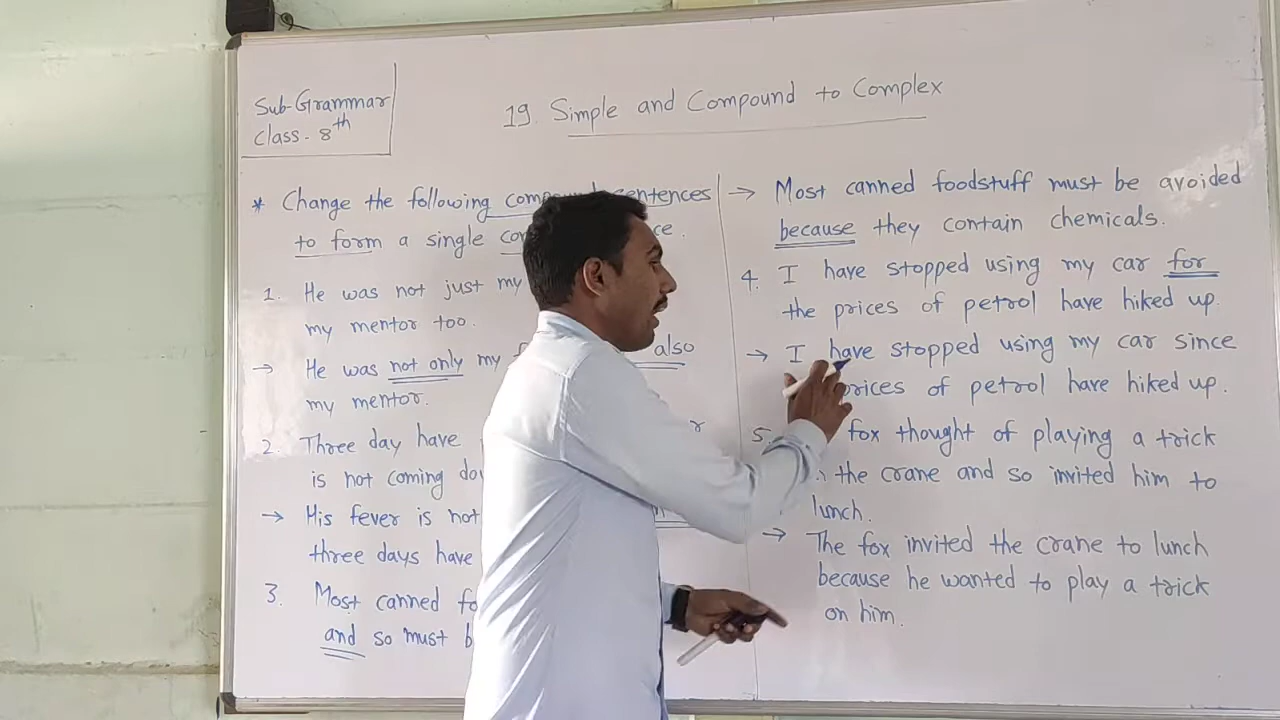 Sub-Grammar
Class - 8th
19. Simple and Compound to Complex
* Change the following sentences
to form a single
1. He was not just my
my mentor too.
→ He was not only my also
my mentor.
2. Three day have
is not coming
→ His fever is not
three days have
3. Most canned
and so must
→ Most canned foodstuff must be avoided
because they contain chemicals.
4. I have stopped using my car for
the prices of petrol have hiked up.
→ I have stopped using my car since
prices of petrol have hiked up.
5. fox thought of playing a trick
the crane and so invited him to
lunch.
→ The fox invited the crane to lunch
because he wanted to play a trick
on him.